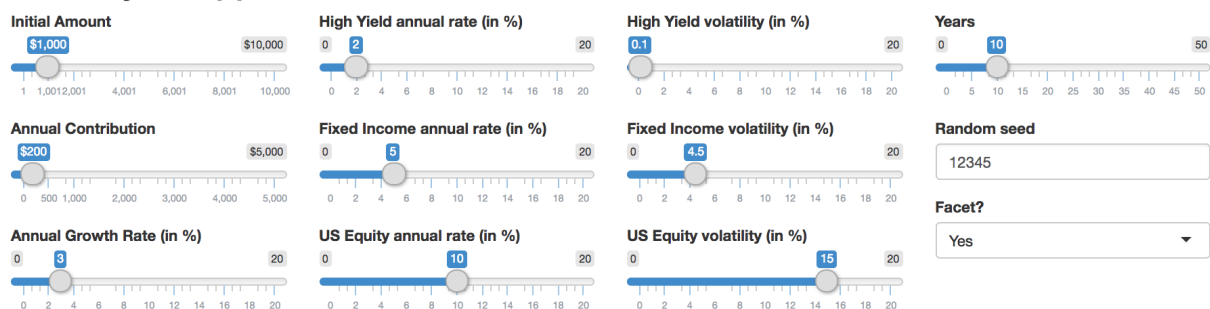 Initial Amount
$1,000 $10,000
1 1,001 2,001 4,001 6,001 8,001 10,000
High Yield annual rate (in %)
0 2 20
0 2 4 6 8 10 12 14 16 18 20
High Yield volatility (in %)
0.1 20
0 2 4 6 8 10 12 14 16 18 20
Years
0 10 50
0 5 10 15 20 25 30 35 40 45 50
Annual Contribution
$200 $5,000
0 500 1,000 2,000 3,000 4,000 5,000
Fixed Income annual rate (in %)
0 5 20
0 2 4 6 8 10 12 14 16 18 20
Fixed Income volatility (in %)
0 4.5 20
0 2 4 6 8 10 12 14 16 18 20
Random seed
12345
Annual Growth Rate (in %)
0 3 20
0 2 4 6 8 10 12 14 16 18 20
US Equity annual rate (in %)
0 10 20
0 2 4 6 8 10 12 14 16 18 20
US Equity volatility (in %)
0 15 20
0 2 4 6 8 10 12 14 16 18 20
Facet?
Yes